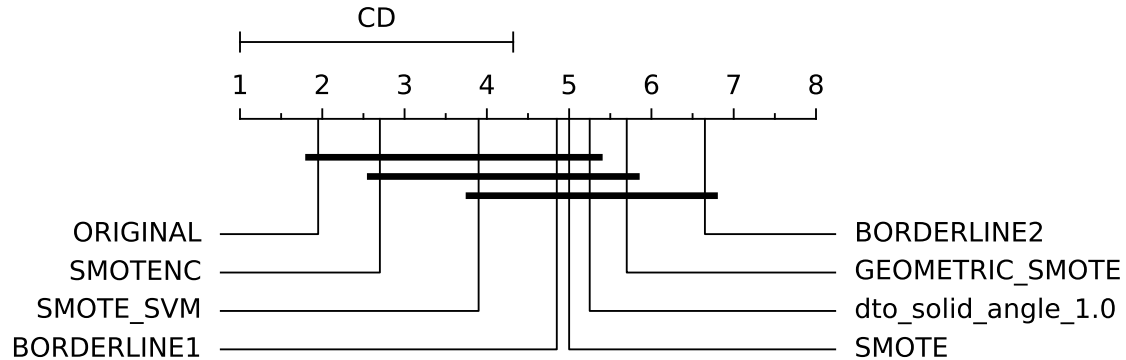 CD
1 2 3 4 5 6 7 8
ORIGINAL BORDERLINE2
SMOTENC GEOMETRIC_SMOTE
SMOTE_SVM dto_solid_angle_1.0
BORDERLINE1 SMOTE